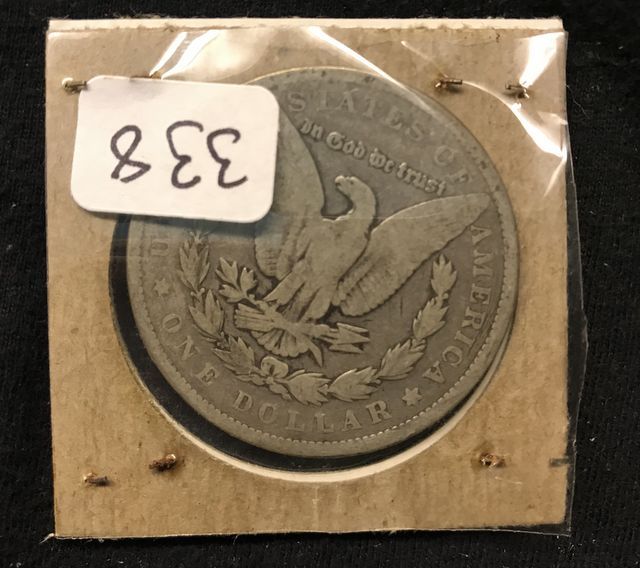 338
STATES OF AMERICA
In God we trust
ONE DOLLAR